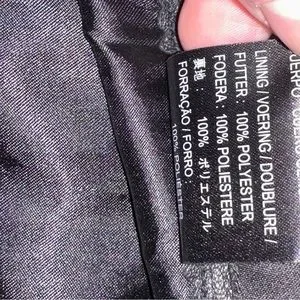 LINING / VOERING / DOUBLURE /
FUTTER : 100% POLYESTER
FODERA : 100% POLIESTERE
裏地 : 100% ポリエステル
FORRAÇÃO / FORRO :
100% POLIÉSTER